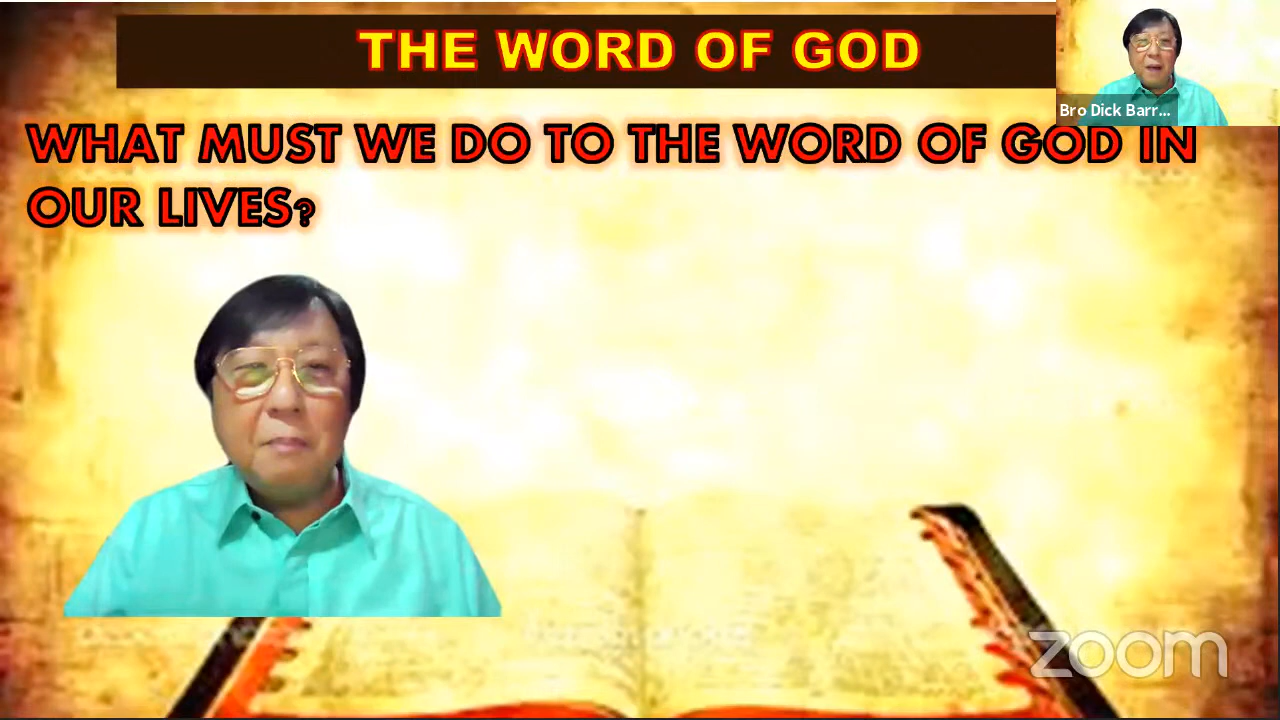 THE WORD OF GOD
Bro Dick Barr...
WHAT MUST WE DO TO THE WORD OF GOD IN
OUR LIVES?
zoom